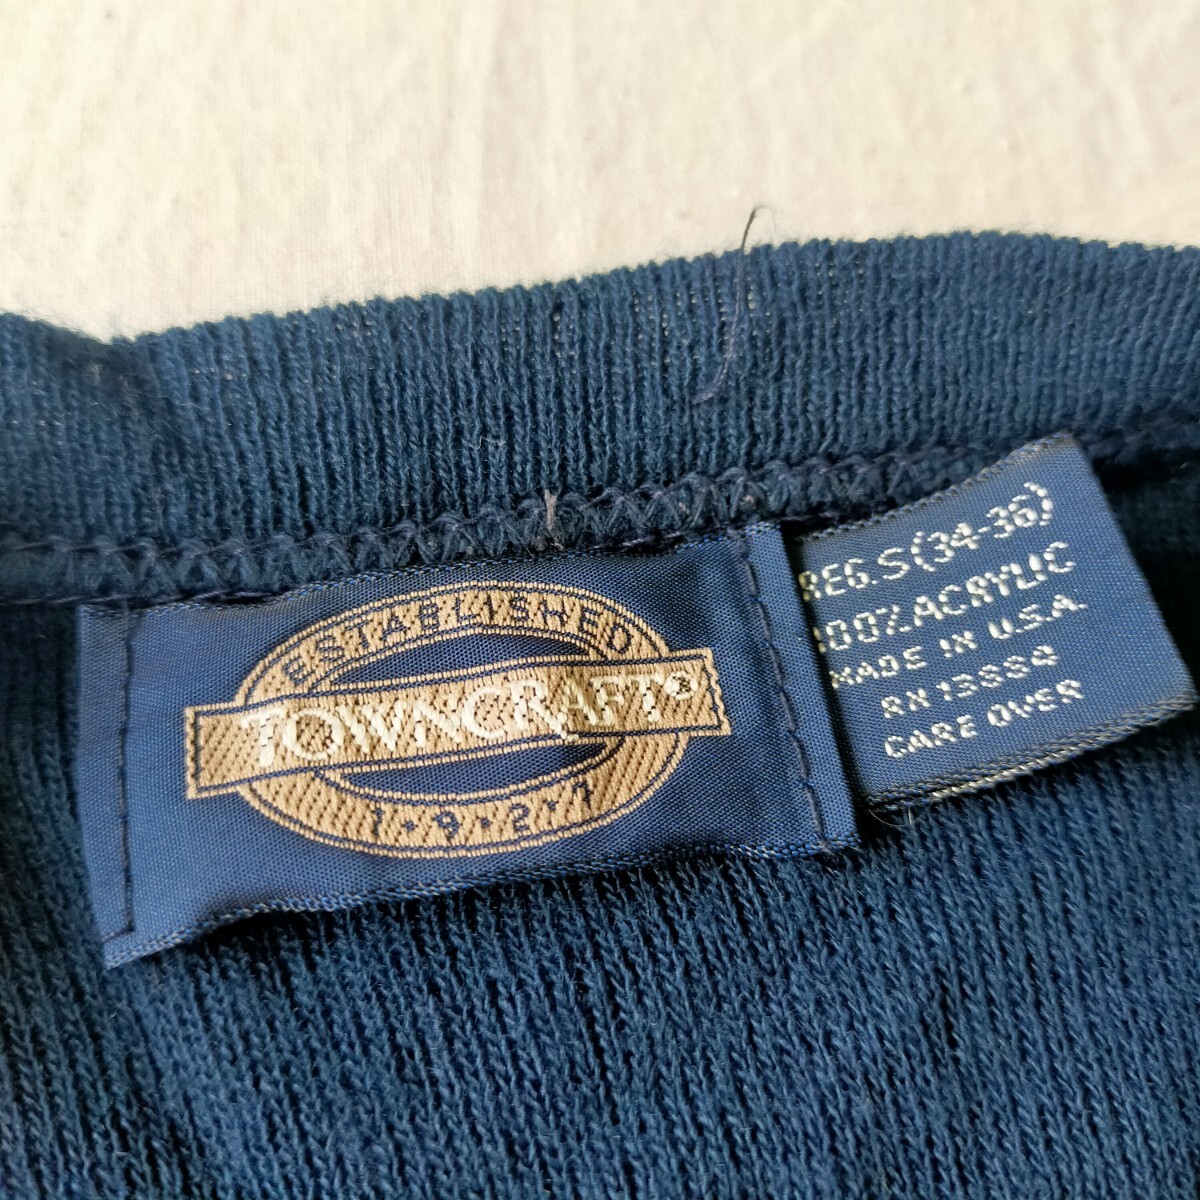 ESTABLISHED
TOWNCRAFT®
1·9·2·7
REG.S(34-36)
100% ACRYLIC
MADE IN U.S.A.
RN 13884
CARE OVER